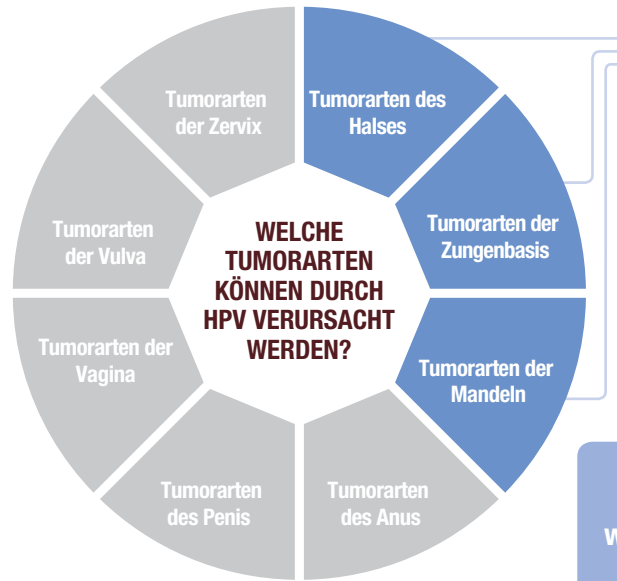 Tumorarten
der Zervix
Tumorarten des
Halses
Tumorarten der
Zungenbasis
Tumorarten der
Mandeln
Tumorarten
des Anus
Tumorarten
des Penis
Tumorarten der
Vagina
Tumorarten
der Vulva
WELCHE
TUMORARTEN
KÖNNEN DURCH
HPV VERURSACHT
WERDEN?